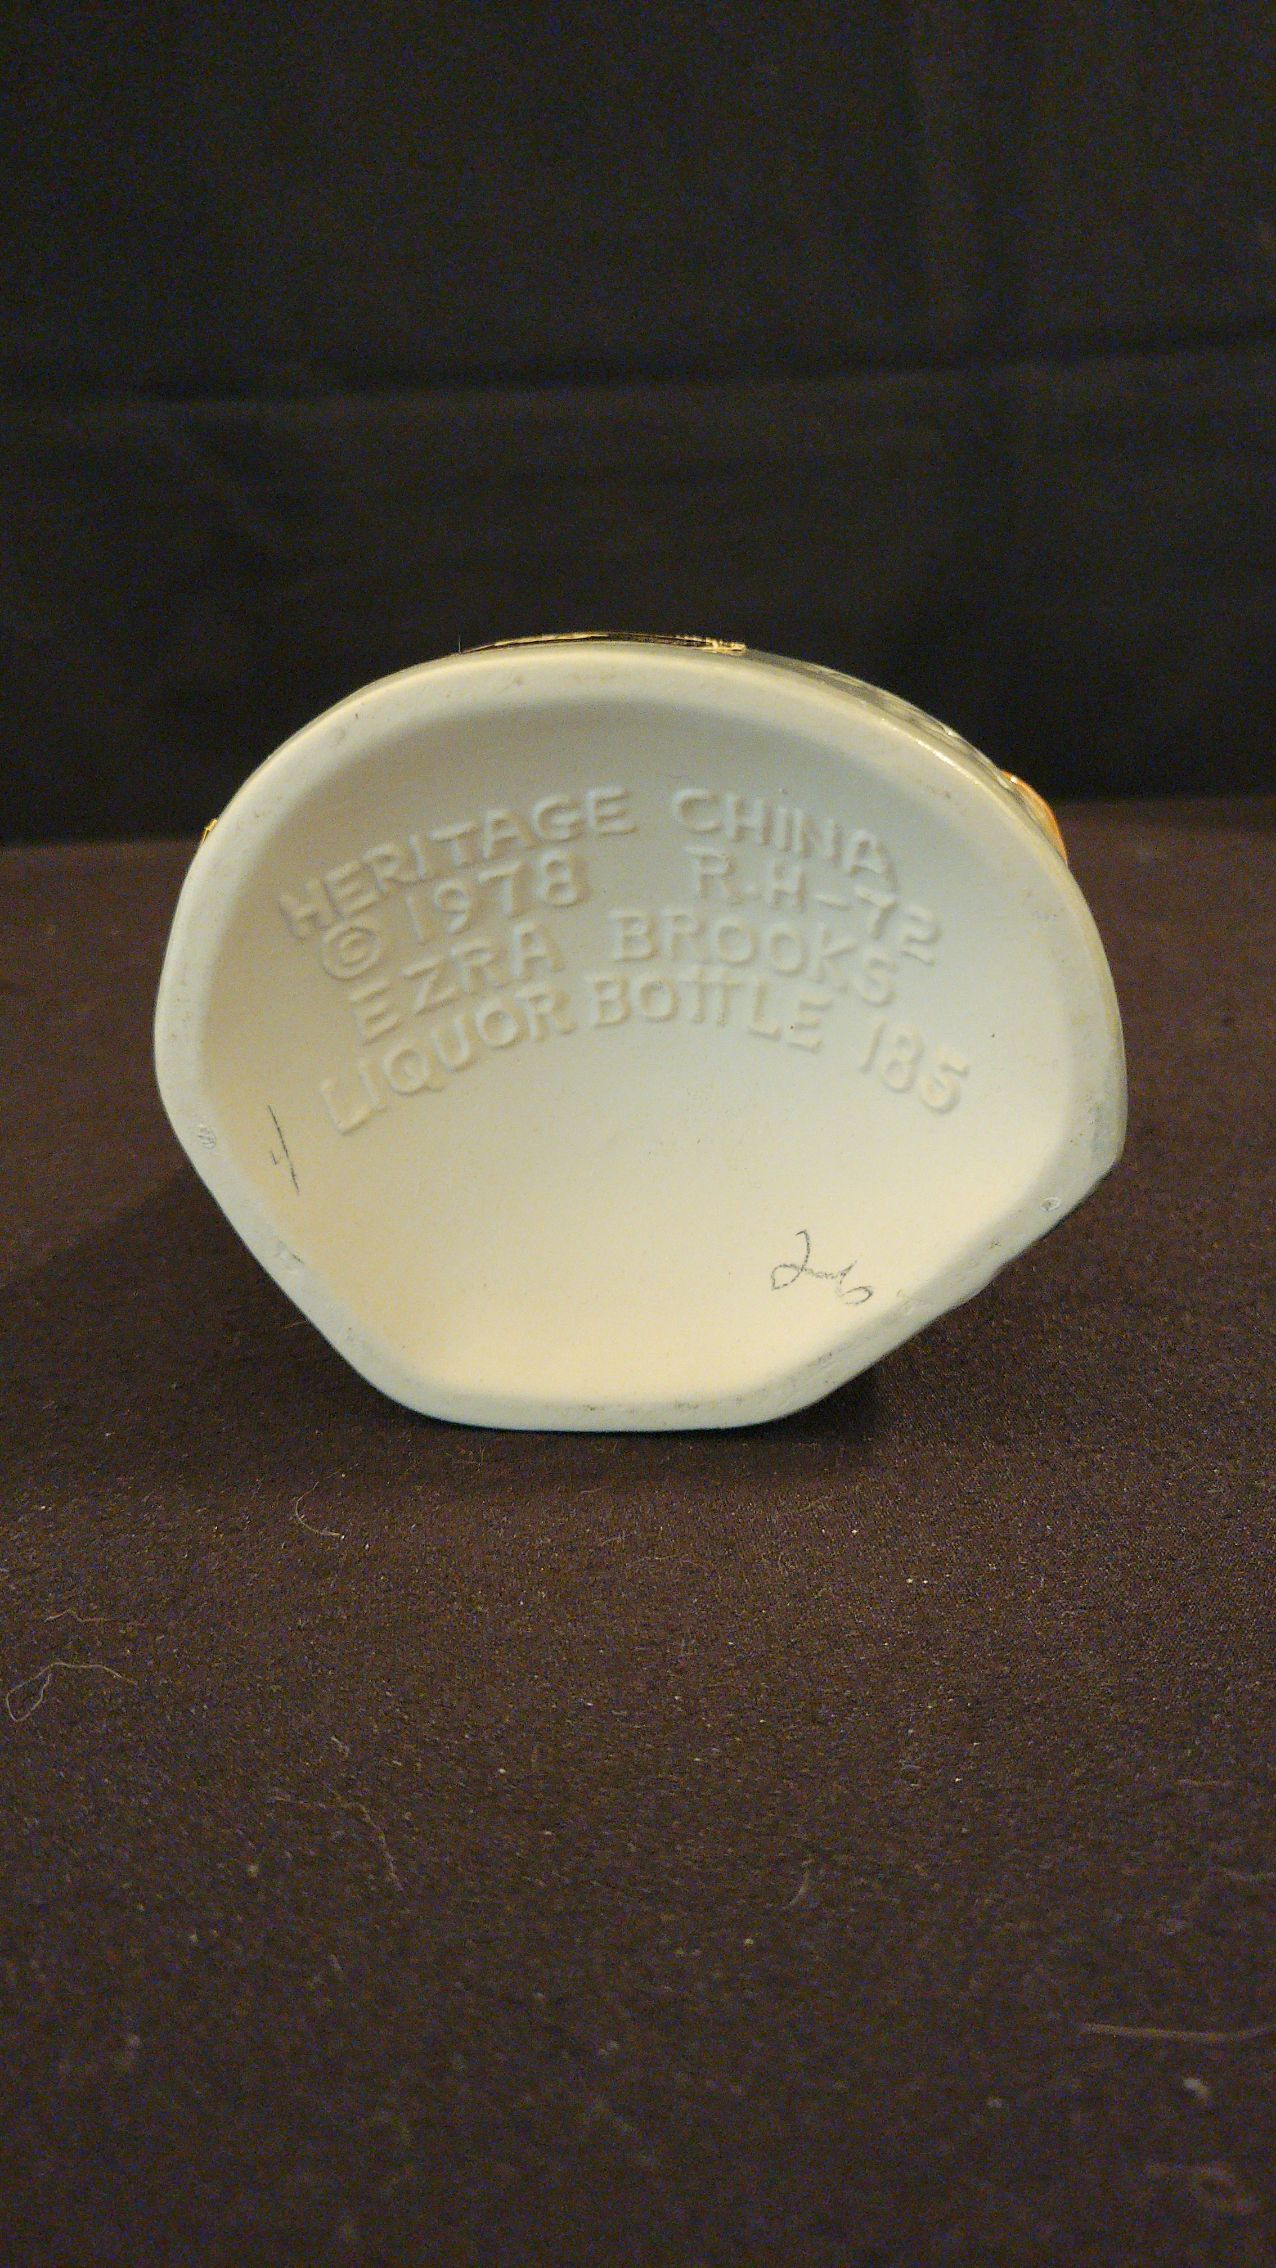 HERITAGE CHINA
© 1978 R.H-72
EZRA BROOKS
LIQUOR BOTTLE 185